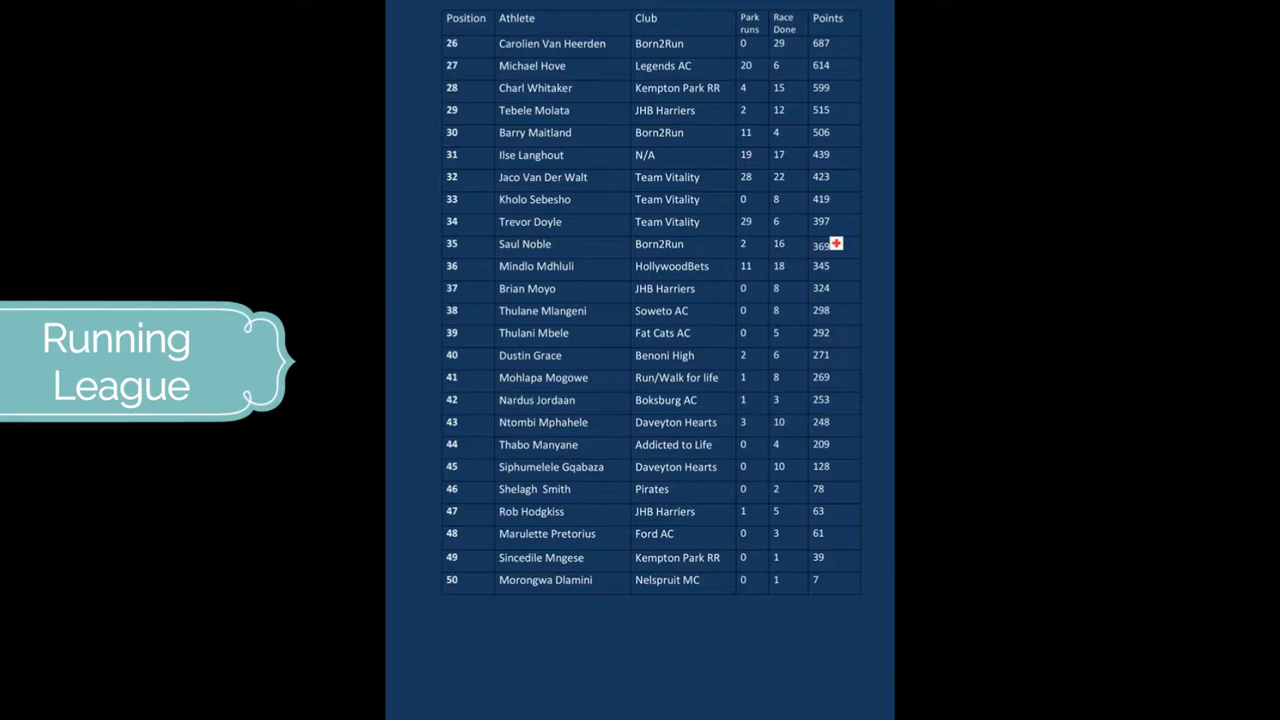 Running
League
Position Athlete Club Park runs Race Done Points
26 Carolien Van Heerden Born2Run 0 29 687
27 Michael Hove Legends AC 20 6 614
28 Charl Whitaker Kempton Park RR 4 15 599
29 Tebele Molata JHB Harriers 2 12 515
30 Barry Maitland Born2Run 11 4 506
31 Ilse Langhout N/A 19 17 439
32 Jaco Van Der Walt Team Vitality 28 22 423
33 Kholo Sebesho Team Vitality 0 8 419
34 Trevor Doyle Team Vitality 29 6 397
35 Saul Noble Born2Run 2 16 369
36 Mindlo Mdhluli HollywoodBets 11 18 345
37 Brian Moyo JHB Harriers 0 8 324
38 Thulane Mlangeni Soweto AC 0 8 298
39 Thulani Mbele Fat Cats AC 0 5 292
40 Dustin Grace Benoni High 2 6 271
41 Mohlapa Mogowe Run/Walk for life 1 8 269
42 Nardus Jordaan Boksburg AC 1 3 253
43 Ntombi Mphahele Daveyton Hearts 3 10 248
44 Thabo Manyane Addicted to Life 0 4 209
45 Siphumelele Gqabaza Daveyton Hearts 0 10 128
46 Shelagh Smith Pirates 0 2 78
47 Rob Hodgkiss JHB Harriers 1 5 63
48 Marulette Pretorius Ford AC 0 3 61
49 Sincedile Mngese Kempton Park RR 0 1 39
50 Morongwa Dlamini Nelspruit MC 0 1 7